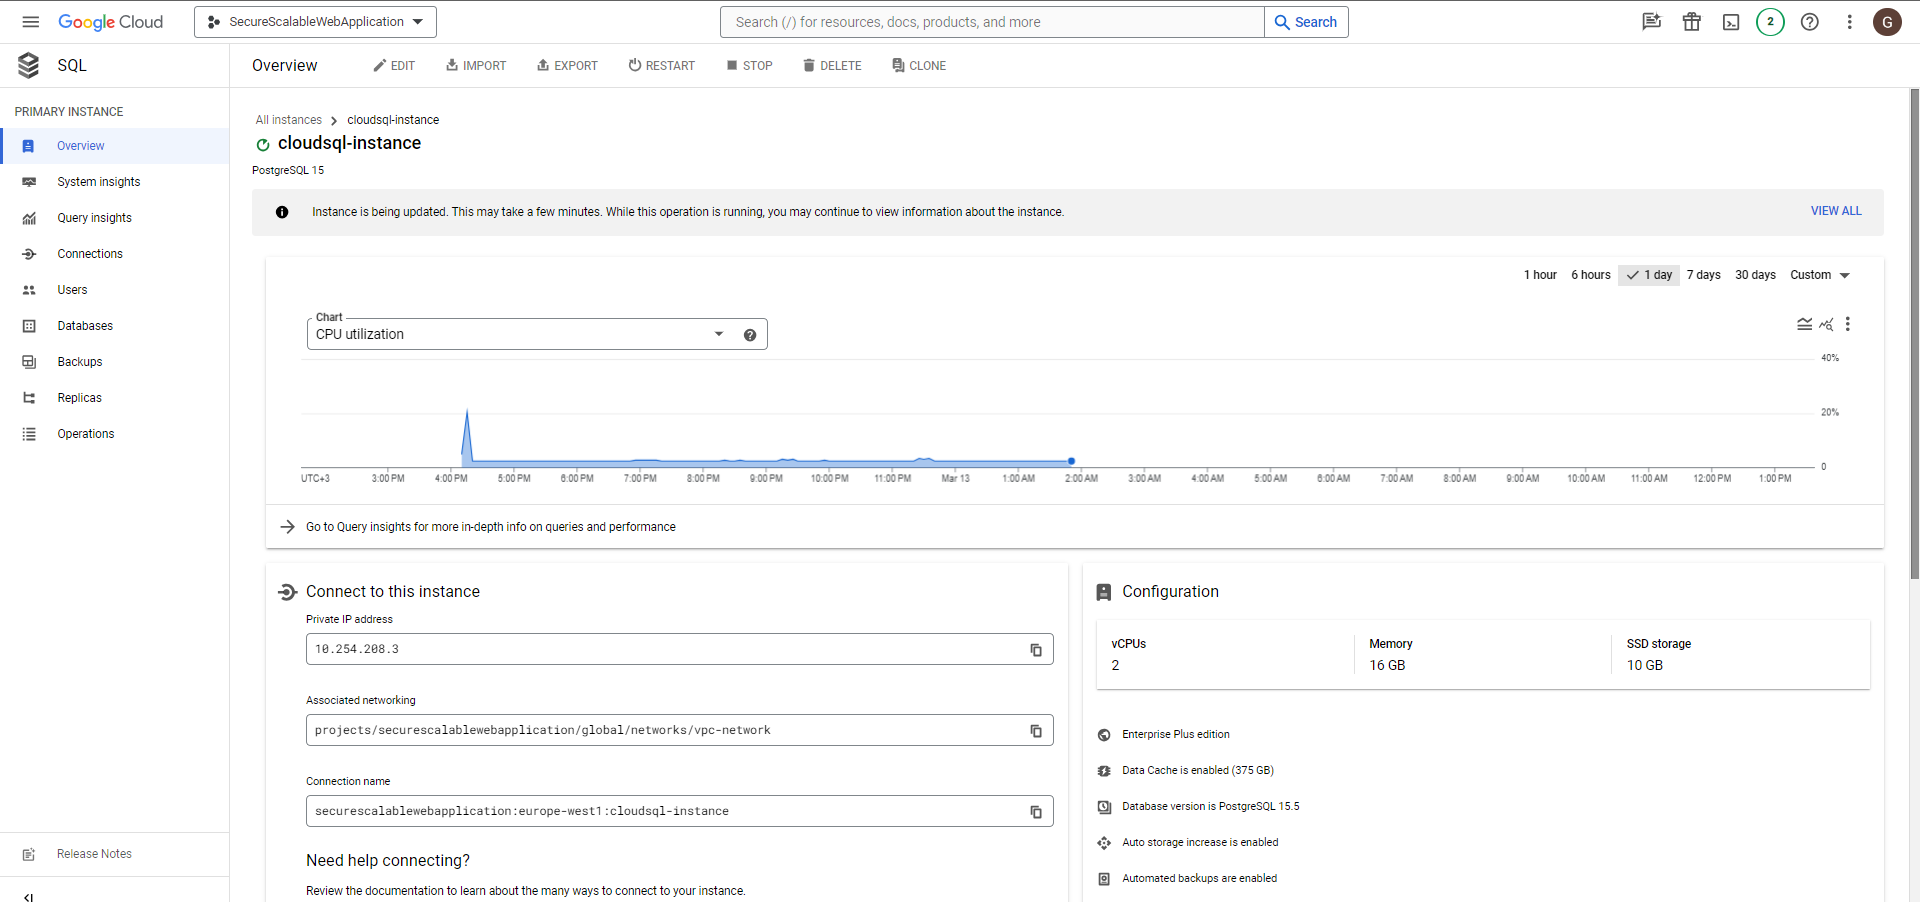 Google Cloud
SecureScalableWebApplication
Search (/) for resources, docs, products, and more
Search
2
G
SQL
Overview
EDIT
IMPORT
EXPORT
RESTART
STOP
DELETE
CLONE
PRIMARY INSTANCE
Overview
System insights
Query insights
Connections
Users
Databases
Backups
Replicas
Operations
Release Notes
All instances
cloudsql-instance
cloudsql-instance
PostgreSQL 15
Instance is being updated. This may take a few minutes. While this operation is running, you may continue to view information about the instance.
VIEW ALL
1 hour
6 hours
1 day
7 days
30 days
Custom
Chart
CPU utilization
40%
20%
0
UTC+3
3:00 PM
4:00 PM
5:00 PM
6:00 PM
7:00 PM
8:00 PM
9:00 PM
10:00 PM
11:00 PM
Mar 13
1:00 AM
2:00 AM
3:00 AM
4:00 AM
5:00 AM
6:00 AM
7:00 AM
8:00 AM
9:00 AM
10:00 AM
11:00 AM
12:00 PM
1:00 PM
Go to Query insights for more in-depth info on queries and performance
Connect to this instance
Private IP address
10.254.208.3
Associated networking
projects/securescalablewebapplication/global/networks/vpc-network
Connection name
securescalablewebapplication:europe-west1:cloudsql-instance
Need help connecting?
Review the documentation to learn about the many ways to connect to your instance.
Configuration
vCPUs
2
Memory
16 GB
SSD storage
10 GB
Enterprise Plus edition
Data Cache is enabled (375 GB)
Database version is PostgreSQL 15.5
Auto storage increase is enabled
Automated backups are enabled